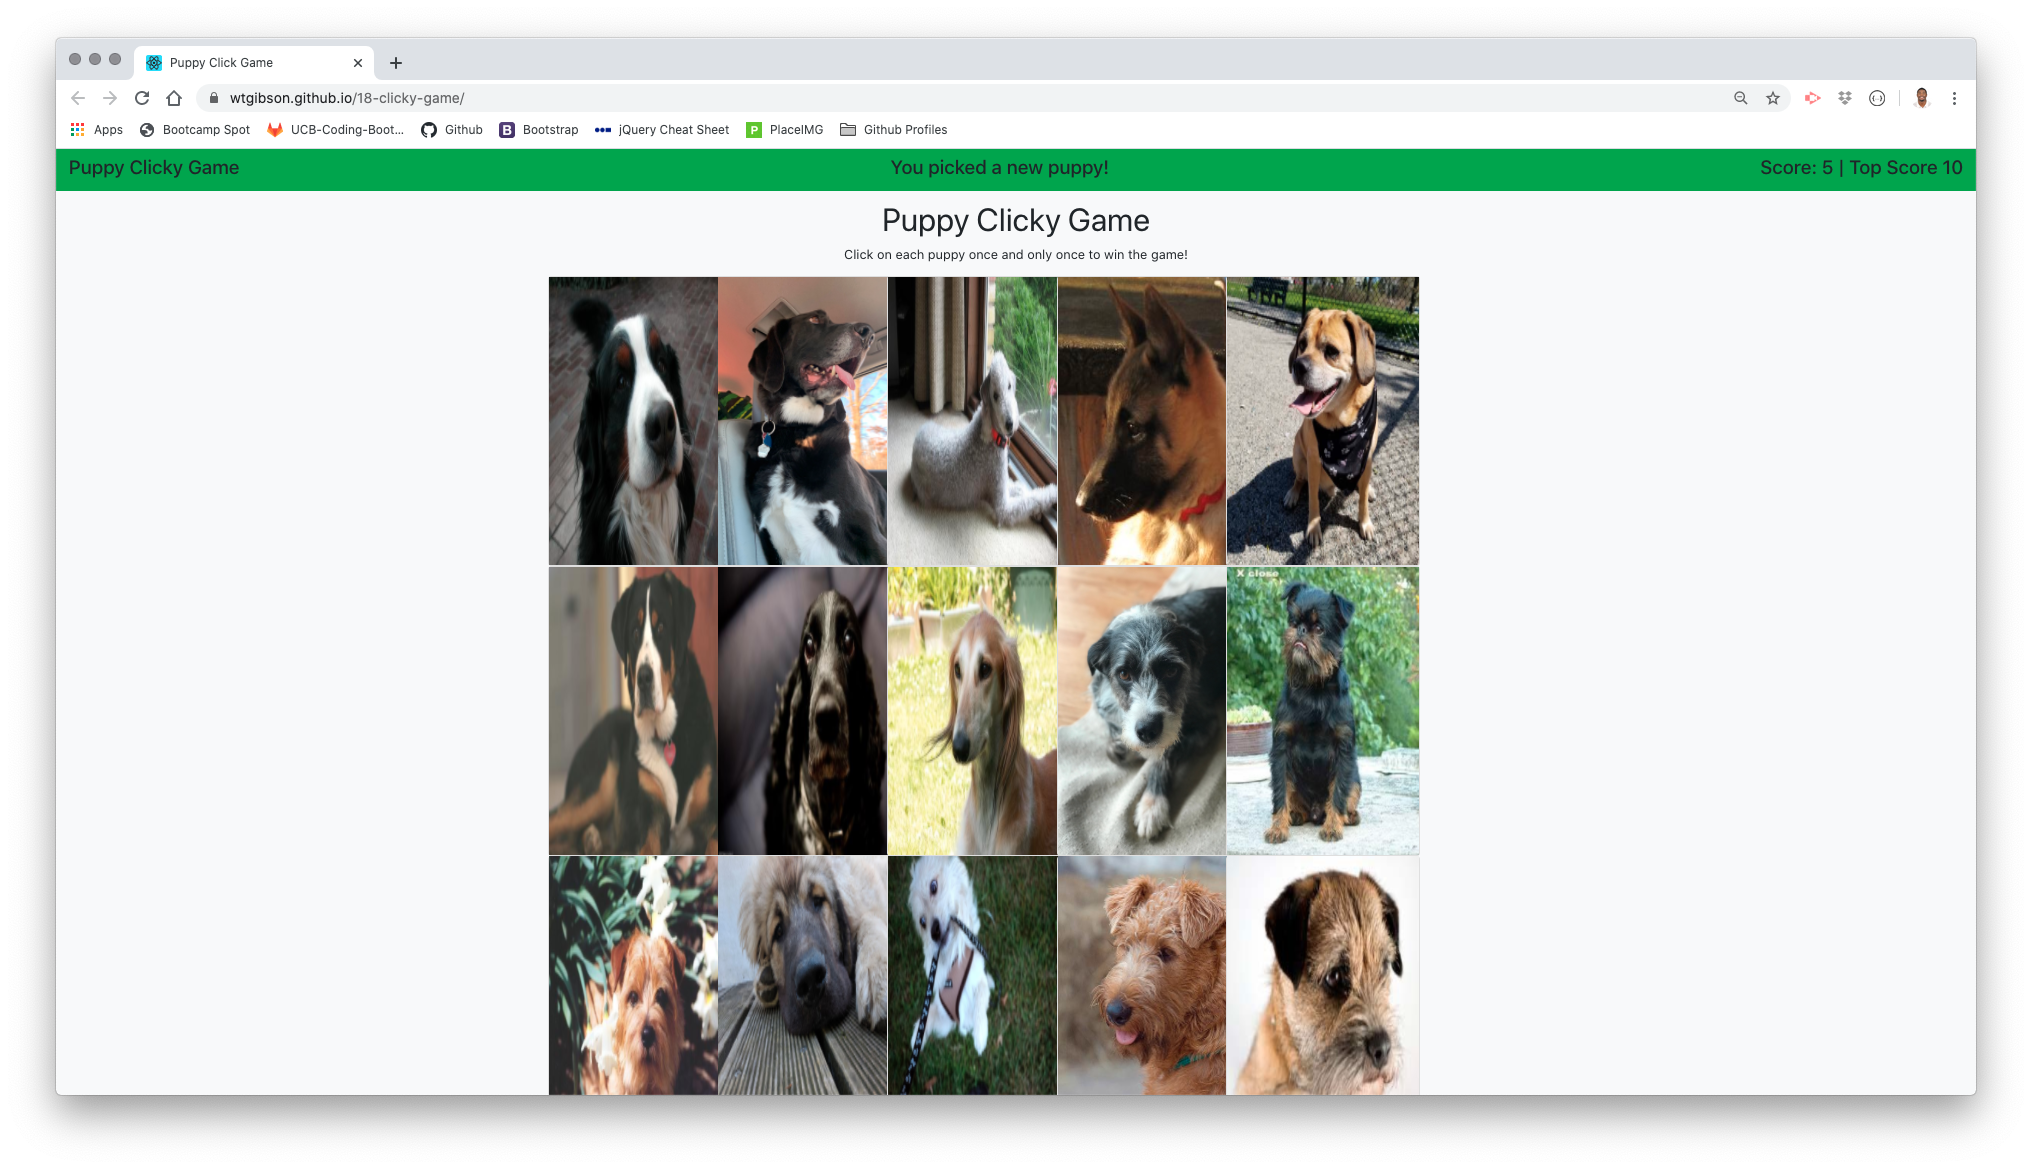 Puppy Click Game
wtgibson.github.io/18-clicky-game/
Apps Bootcamp Spot UCB-Coding-Boot... Github B Bootstrap jQuery Cheat Sheet P PlaceIMG Github Profiles
Puppy Clicky Game You picked a new puppy! Score: 5 | Top Score 10
Puppy Clicky Game
Click on each puppy once and only once to win the game!
X close